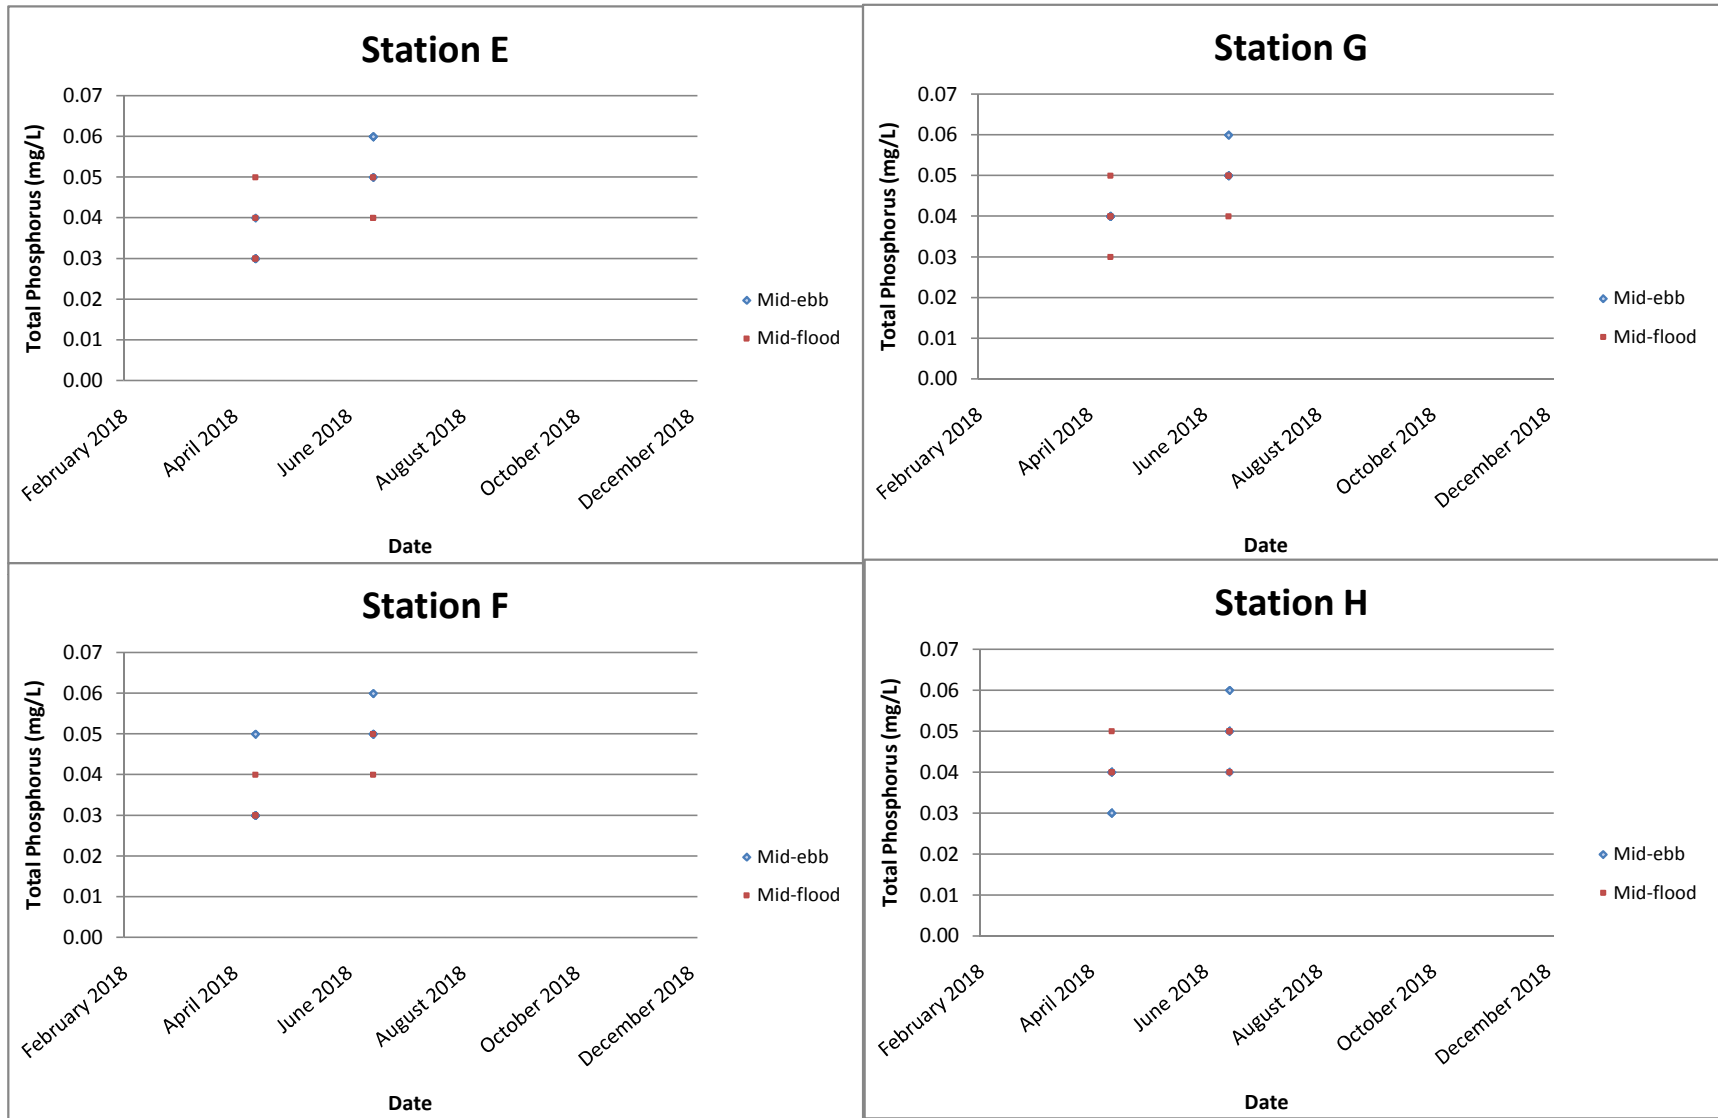 Station E
Total Phosphorus (mg/L)
0.07
0.06
0.05
0.04
0.03
0.02
0.01
0.00
February 2018
April 2018
June 2018
August 2018
October 2018
December 2018
Date
Mid-ebb
Mid-flood
Station G
Total Phosphorus (mg/L)
0.07
0.06
0.05
0.04
0.03
0.02
0.01
0.00
February 2018
April 2018
June 2018
August 2018
October 2018
December 2018
Date
Mid-ebb
Mid-flood
Station F
Total Phosphorus (mg/L)
0.07
0.06
0.05
0.04
0.03
0.02
0.01
0.00
February 2018
April 2018
June 2018
August 2018
October 2018
December 2018
Date
Mid-ebb
Mid-flood
Station H
Total Phosphorus (mg/L)
0.07
0.06
0.05
0.04
0.03
0.02
0.01
0.00
February 2018
April 2018
June 2018
August 2018
October 2018
December 2018
Date
Mid-ebb
Mid-flood